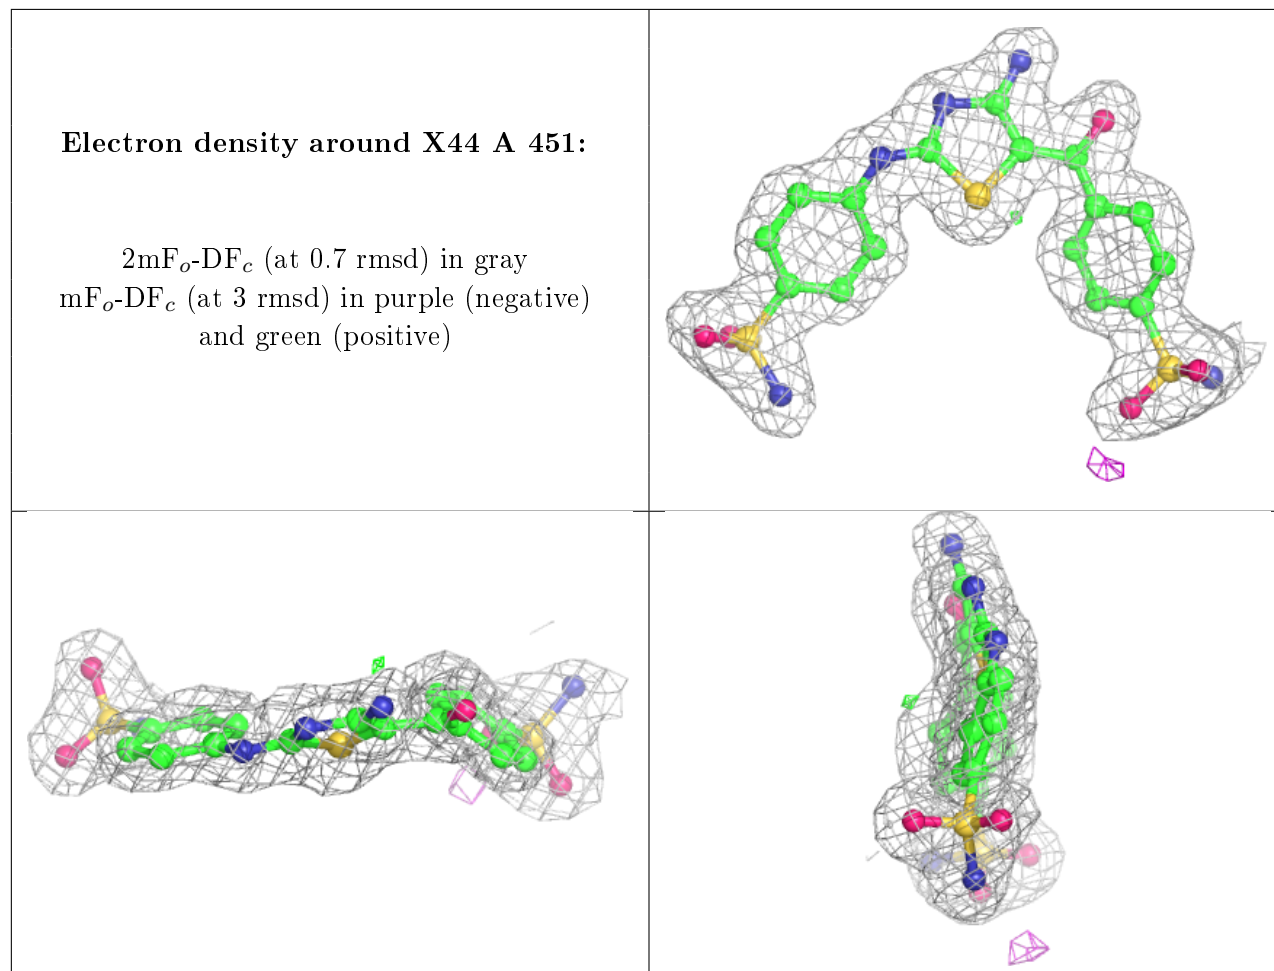 Electron density around X44 A 451:
2mFo-DFc (at 0.7 rmsd) in gray
mFo-DFc (at 3 rmsd) in purple (negative)
and green (positive)